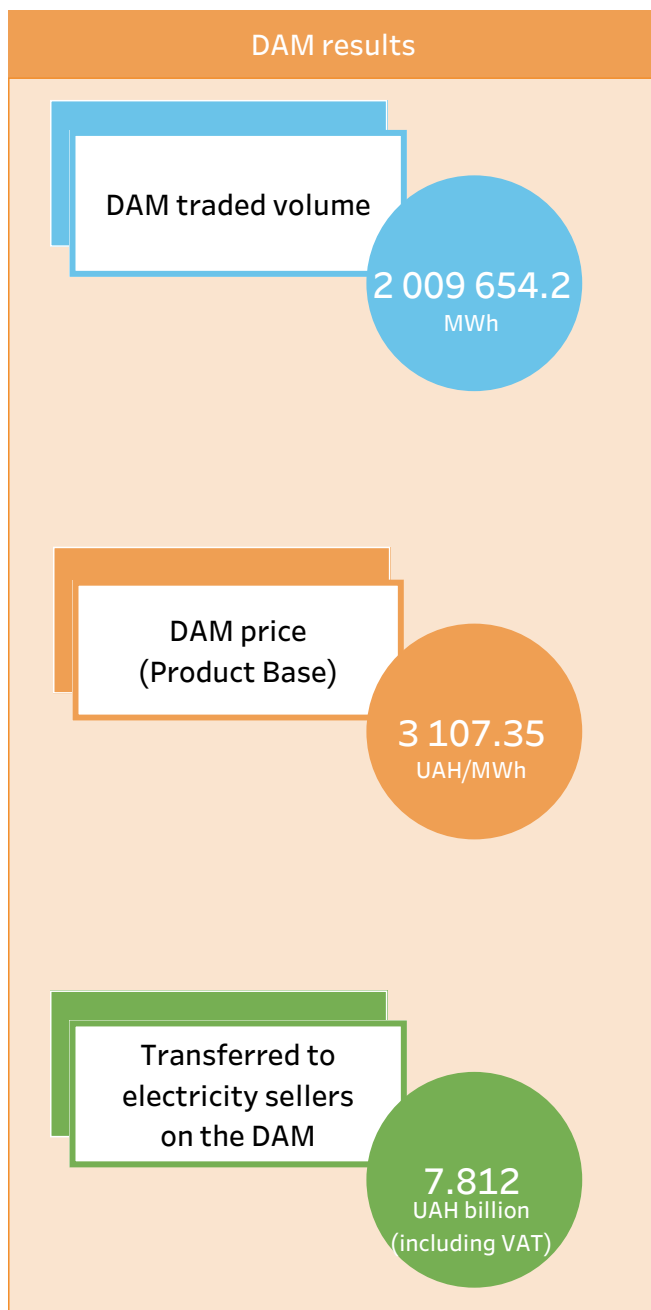 DAM results
DAM traded volume
2 009 654.2
MWh
DAM price
(Product Base)
3 107.35
UAH/MWh
Transferred to
electricity sellers
on the DAM
7.812
UAH billion
(including VAT)